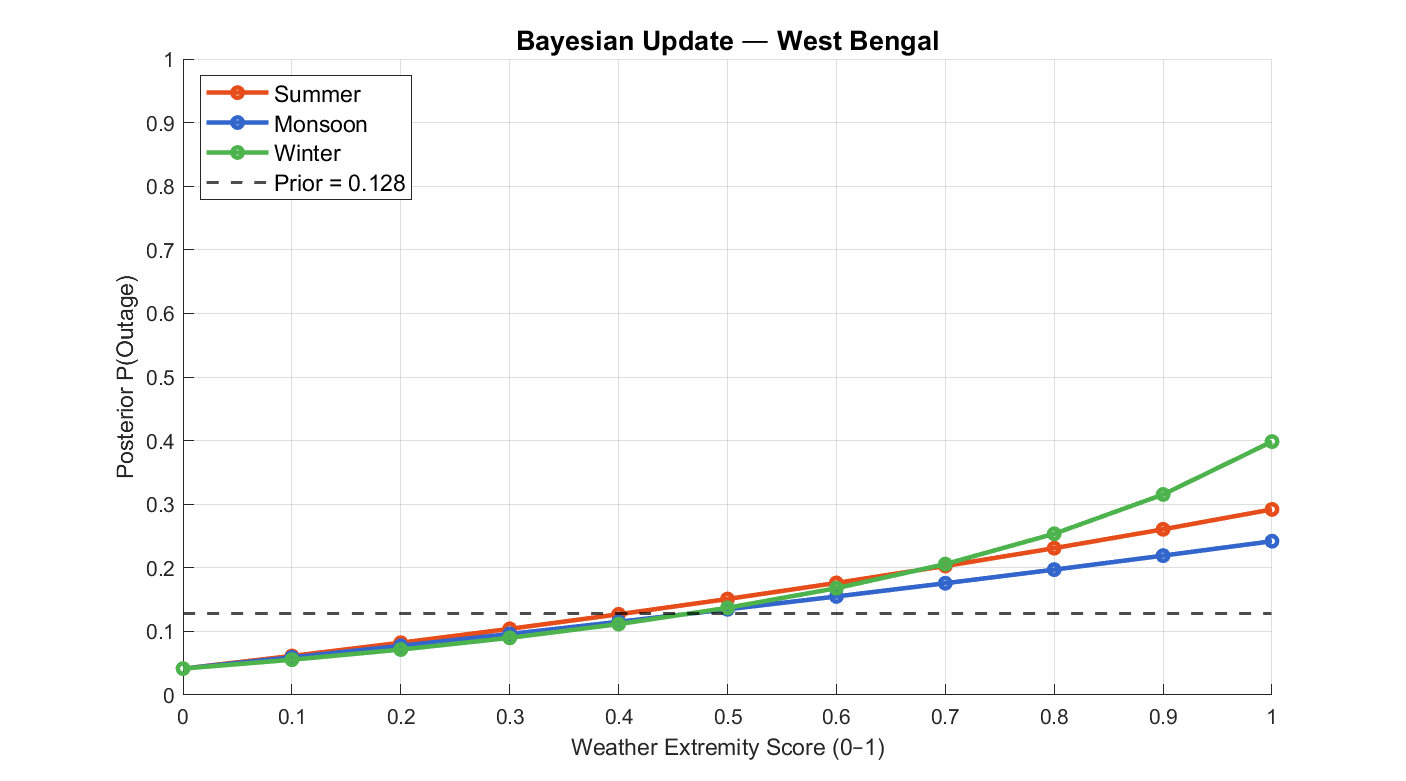 Bayesian Update — West Bengal
Summer
Monsoon
Winter
Prior = 0.128
Posterior P(Outage)
1
0.9
0.8
0.7
0.6
0.5
0.4
0.3
0.2
0.1
0
0 0.1 0.2 0.3 0.4 0.5 0.6 0.7 0.8 0.9 1
Weather Extremity Score (0–1)